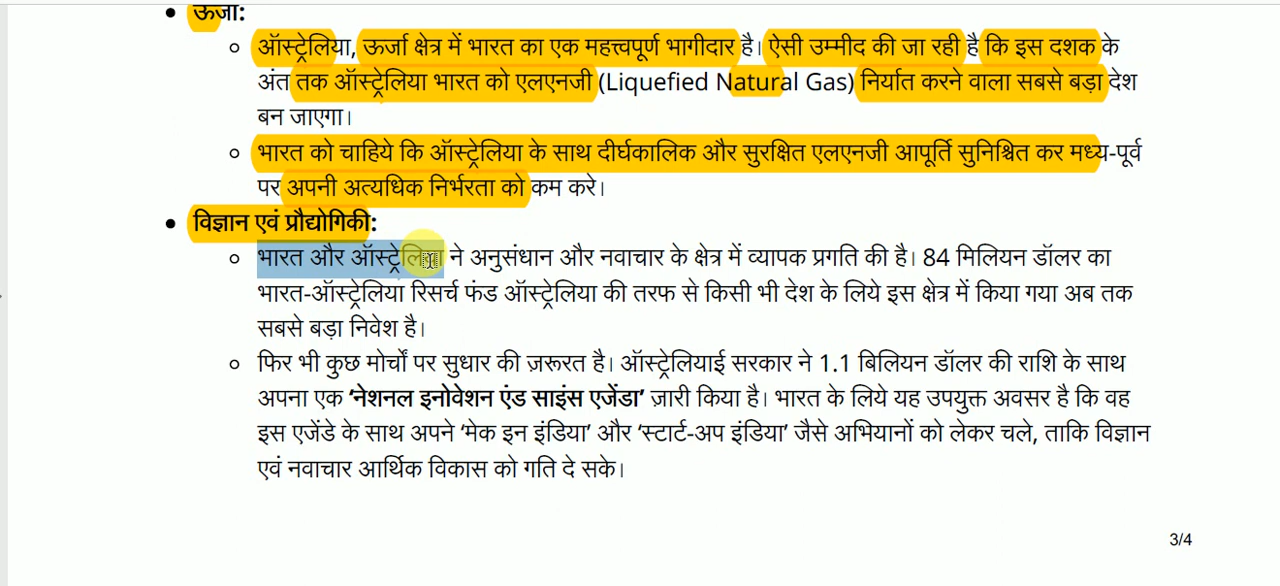 ऊर्जा:
ऑस्ट्रेलिया, ऊर्जा क्षेत्र में भारत का एक महत्त्वपूर्ण भागीदार है। ऐसी उम्मीद की जा रही है कि इस दशक के
अंत तक ऑस्ट्रेलिया भारत को एलएनजी (Liquefied Natural Gas) निर्यात करने वाला सबसे बड़ा देश
बन जाएगा।
भारत को चाहिये कि ऑस्ट्रेलिया के साथ दीर्घकालिक और सुरक्षित एलएनजी आपूर्ति सुनिश्चित कर मध्य-पूर्व
पर अपनी अत्यधिक निर्भरता को कम करे।
विज्ञान एवं प्रौद्योगिकी:
भारत और ऑस्ट्रेलिया ने अनुसंधान और नवाचार के क्षेत्र में व्यापक प्रगति की है। 84 मिलियन डॉलर का
भारत-ऑस्ट्रेलिया रिसर्च फंड ऑस्ट्रेलिया की तरफ से किसी भी देश के लिये इस क्षेत्र में किया गया अब तक
सबसे बड़ा निवेश है।
फिर भी कुछ मोर्चों पर सुधार की ज़रूरत है। ऑस्ट्रेलियाई सरकार ने 1.1 बिलियन डॉलर की राशि के साथ
अपना एक ‘नेशनल इनोवेशन एंड साइंस एजेंडा’ ज़ारी किया है। भारत के लिये यह उपयुक्त अवसर है कि वह
इस एजेंडे के साथ अपने ‘मेक इन इंडिया’ और ‘स्टार्ट-अप इंडिया’ जैसे अभियानों को लेकर चले, ताकि विज्ञान
एवं नवाचार आर्थिक विकास को गति दे सके।
3/4